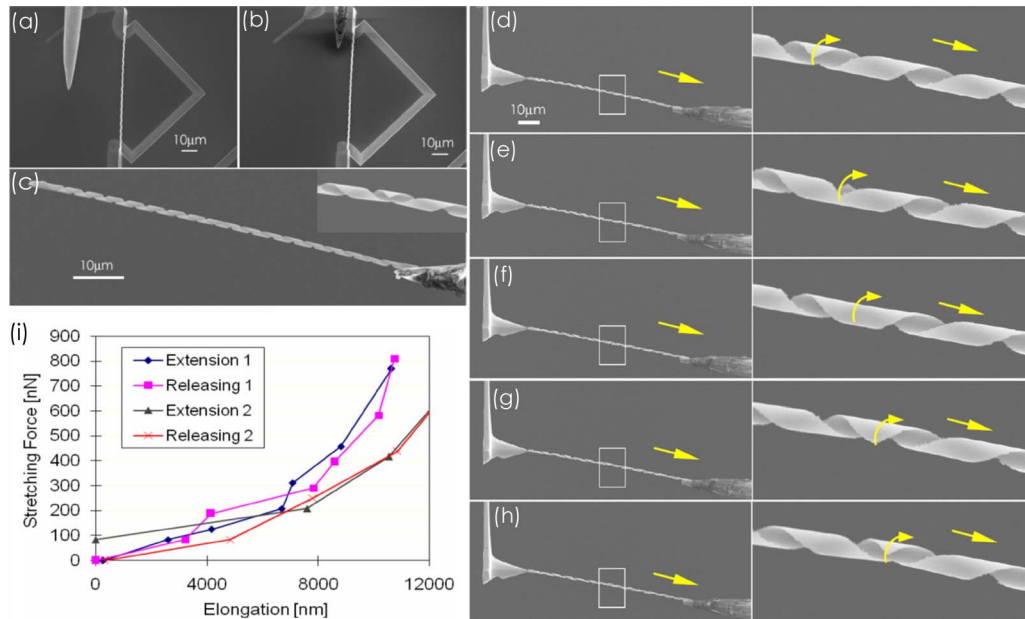 (a)
10μm
(b)
10μm
(c)
10μm
(d)
10μm
(e)
(f)
(g)
(h)
(i)
900
800
700
600
500
400
300
200
100
0
Stretching Force [nN]
Extension 1
Releasing 1
Extension 2
Releasing 2
0 4000 8000 12000
Elongation [nm]